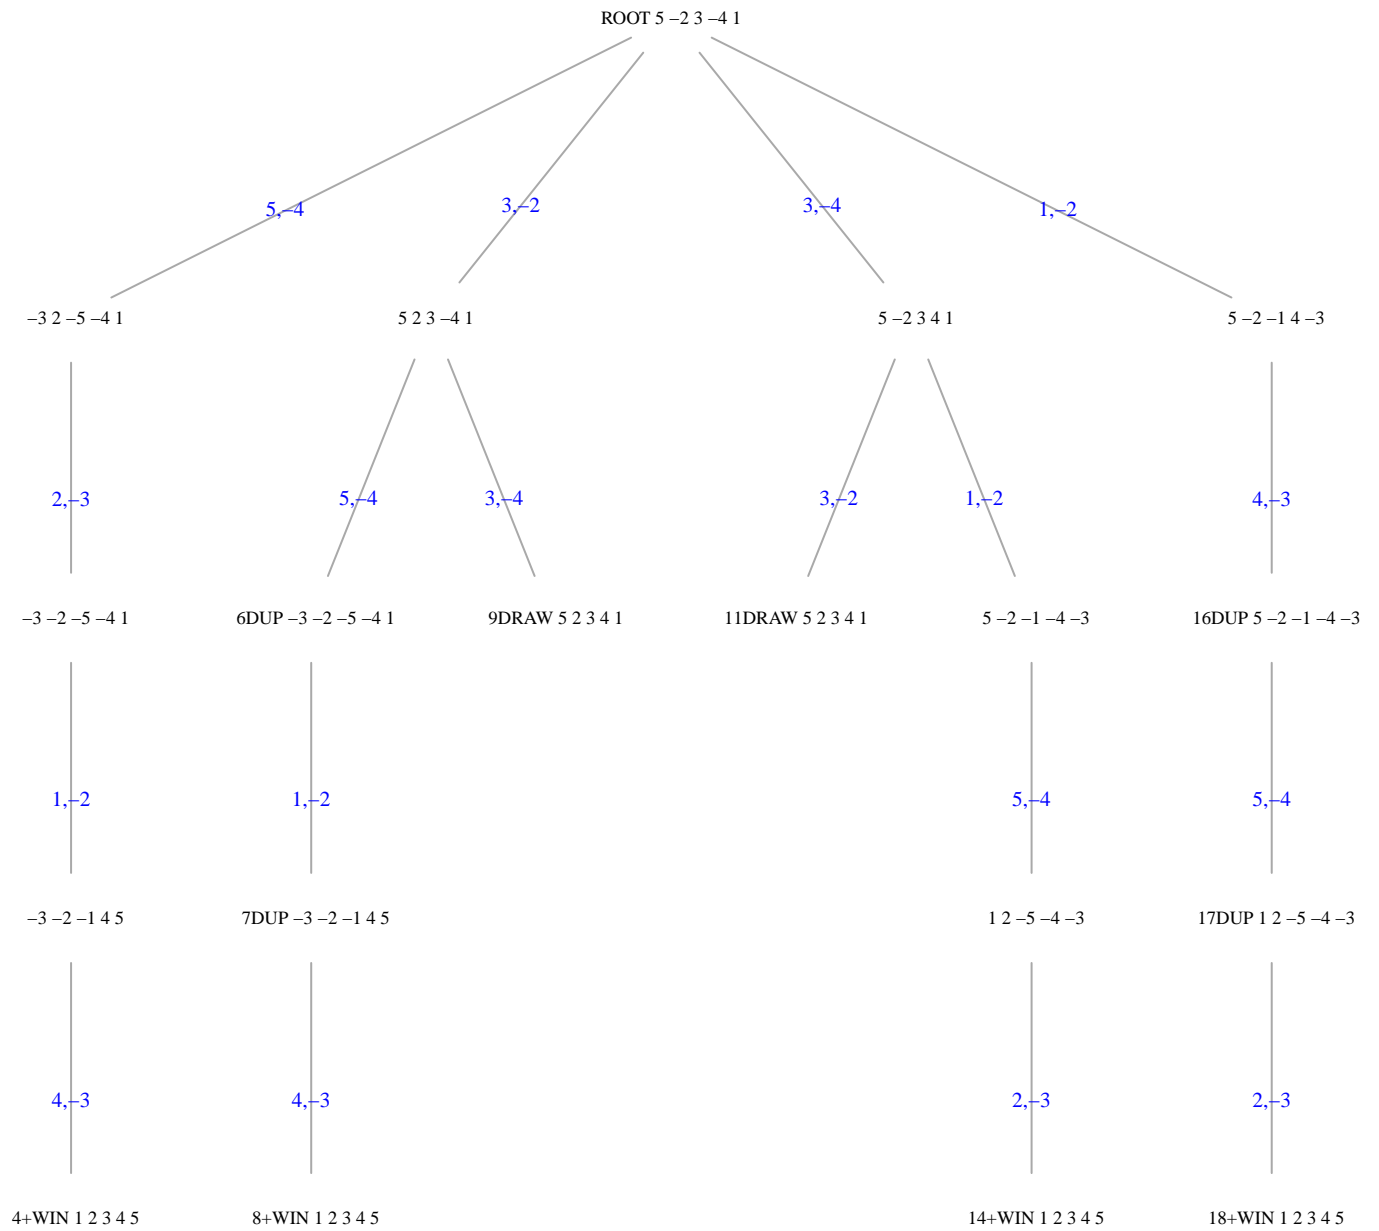 ROOT 5 −2 3 −4 1
5,−4 3,−2 3,−4 1,−2
−3 2 −5 −4 1 5 2 3 −4 1 5 −2 3 4 1 5 −2 −1 4 −3
2,−3 5,−4 3,−4 3,−2 1,−2 4,−3
−3 −2 −5 −4 1 6DUP −3 −2 −5 −4 1 9DRAW 5 2 3 4 1 11DRAW 5 2 3 4 1 5 −2 −1 −4 −3 16DUP 5 −2 −1 −4 −3
1,−2 1,−2 5,−4 5,−4
−3 −2 −1 4 5 7DUP −3 −2 −1 4 5 1 2 −5 −4 −3 17DUP 1 2 −5 −4 −3
4,−3 4,−3 2,−3 2,−3
4+WIN 1 2 3 4 5 8+WIN 1 2 3 4 5 14+WIN 1 2 3 4 5 18+WIN 1 2 3 4 5